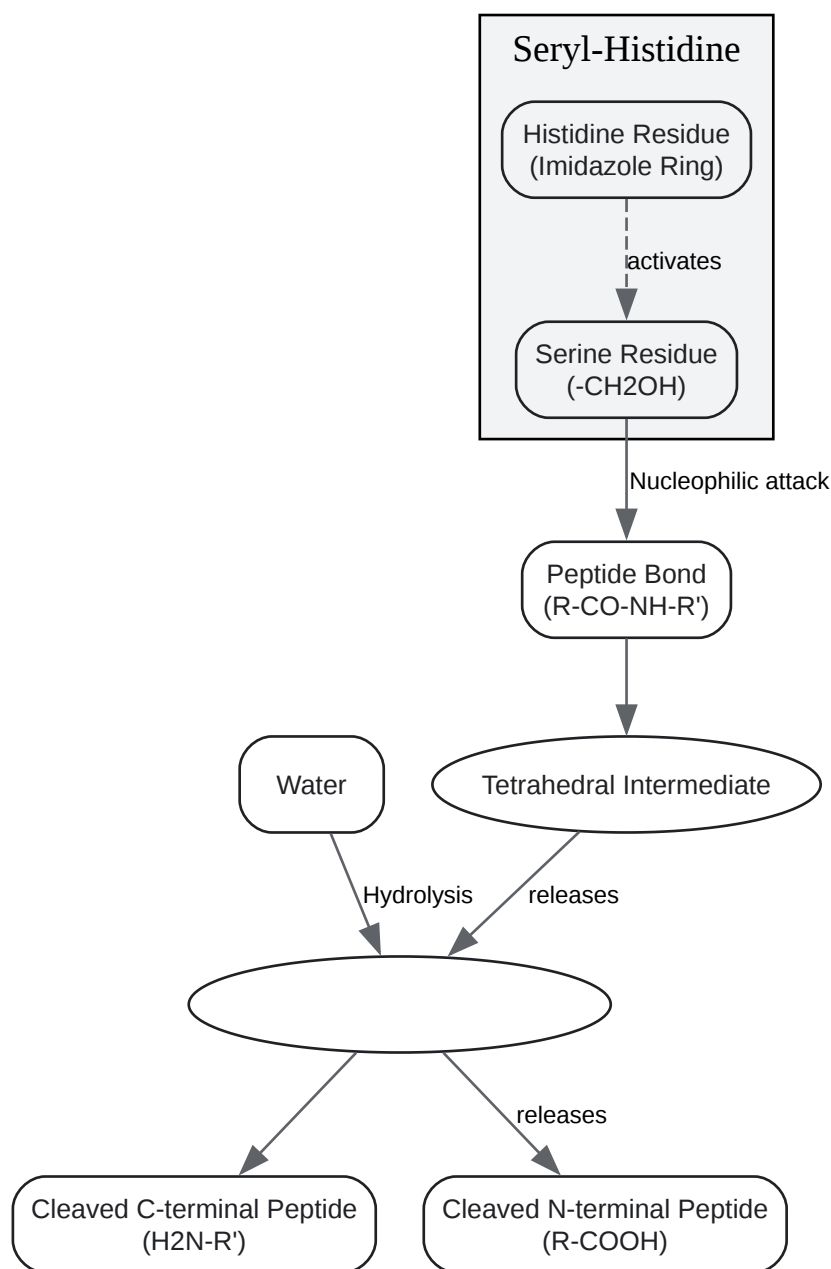 Seryl-Histidine
Histidine Residue
(Imidazole Ring)
activates
Serine Residue
(-CH2OH)
Nucleophilic attack
Peptide Bond
(R-CO-NH-R')
Water
Tetrahedral Intermediate
Hydrolysis
releases
releases
Cleaved C-terminal Peptide
(H2N-R')
Cleaved N-terminal Peptide
(R-COOH)